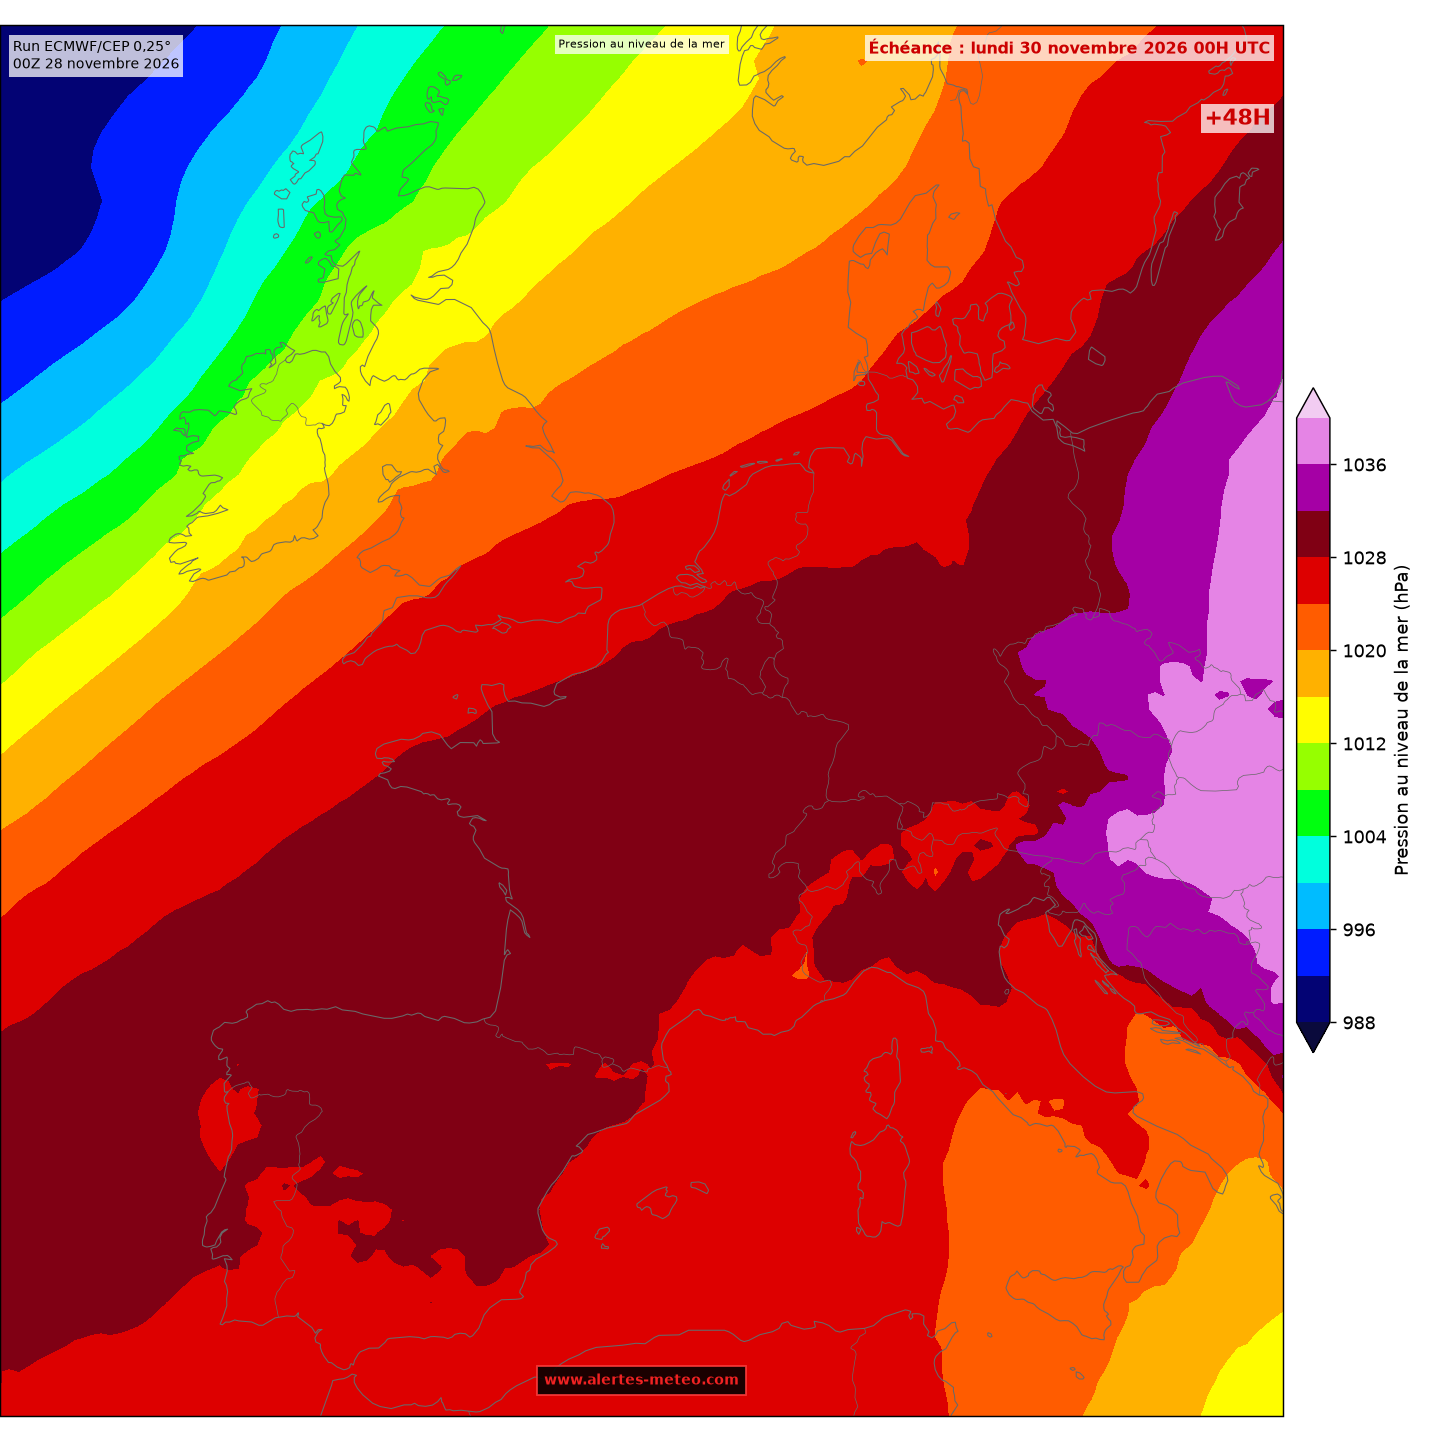 Run ECMWF/CEP 0,25°
00Z 28 novembre 2026
Pression au niveau de la mer
Échéance : lundi 30 novembre 2026 00H UTC
+48H
1036
1028
1020
1012
1004
996
988
Pression au niveau de la mer (hPa)
www.alertes-meteo.com